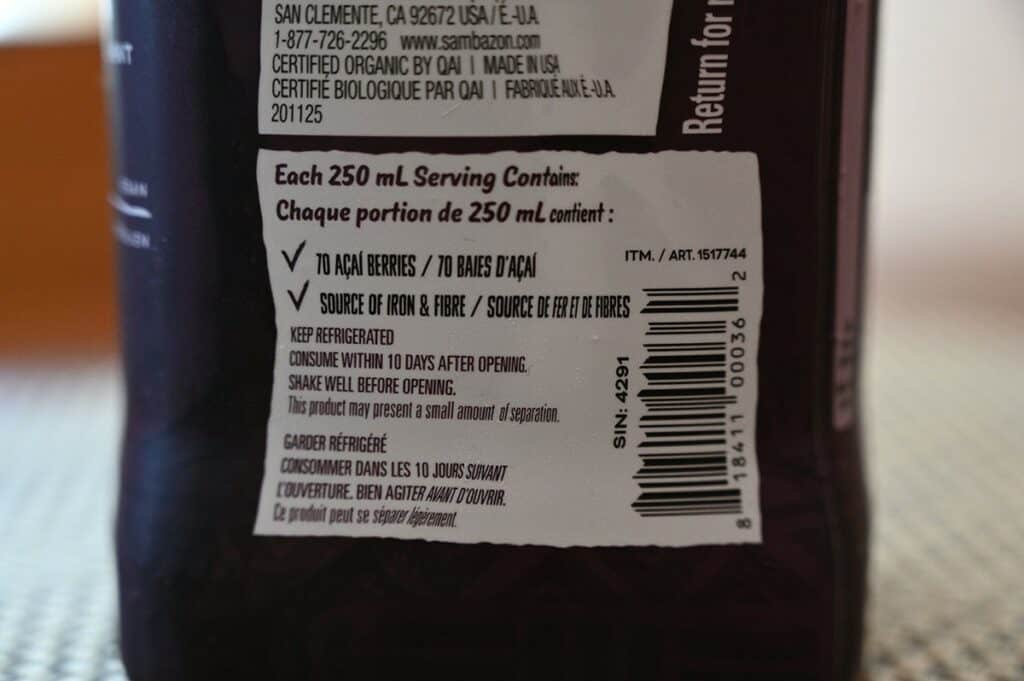 SAN CLEMENTE, CA 92672 USA / É.-U.A.
1-877-726-2296 www.sambazon.com
CERTIFIED ORGANIC BY QAI | MADE IN USA
CERTIFIÉ BIOLOGIQUE PAR QAI | FABRIQUÉ AUX É.-U.A.
201125
Return for
Each 250 mL Serving Contains:
Chaque portion de 250 mL contient :
ITM. / ART. 1517744
✓ 70 AÇAÍ BERRIES / 70 BAIES D'AÇAÍ
✓ SOURCE OF IRON & FIBRE / SOURCE DE FER ET DE FIBRES
KEEP REFRIGERATED
CONSUME WITHIN 10 DAYS AFTER OPENING.
SHAKE WELL BEFORE OPENING.
This product may present a small amount of separation.
GARDER RÉFRIGÉRÉ
CONSOMMER DANS LES 10 JOURS SUIVANT
L'OUVERTURE. BIEN AGITER AVANT D'OUVRIR.
Ce produit peut se séparer légèrement.
SIN: 4291
8 18411 00036 2